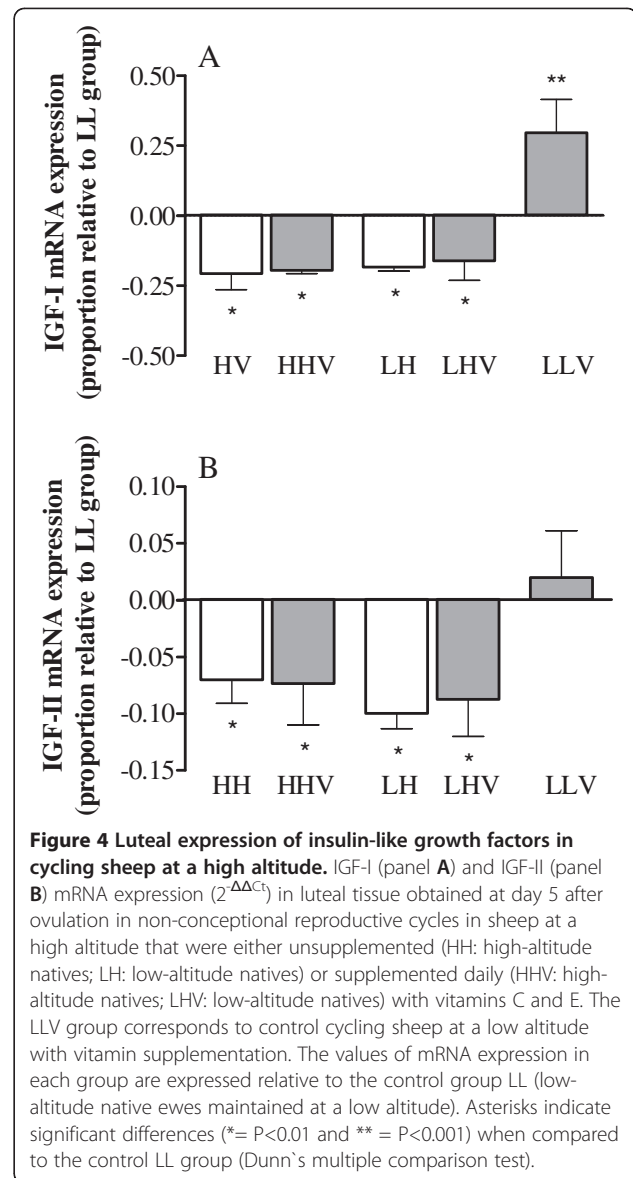 A
IGF-I mRNA expression
(proportion relative to LL group)
0.50
0.25
0.00
-0.25
-0.50
* * * * **
HV HHV LH LHV LLV
B
IGF-II mRNA expression
(proportion relative to LL group)
0.10
0.05
0.00
-0.05
-0.10
-0.15
* * * *
HH HHV LH LHV LLV
Figure 4 Luteal expression of insulin-like growth factors in
cycling sheep at a high altitude. IGF-I (panel A) and IGF-II (panel
B) mRNA expression (2^-ΔΔCt) in luteal tissue obtained at day 5 after
ovulation in non-conceptional reproductive cycles in sheep at a
high altitude that were either unsupplemented (HH: high-altitude
natives; LH: low-altitude natives) or supplemented daily (HHV: high-
altitude natives; LHV: low-altitude natives) with vitamins C and E. The
LLV group corresponds to control cycling sheep at a low altitude
with vitamin supplementation. The values of mRNA expression in
each group are expressed relative to the control group LL (low-
altitude native ewes maintained at a low altitude). Asterisks indicate
significant differences (*= P<0.01 and ** = P<0.001) when compared
to the control LL group (Dunn`s multiple comparison test).